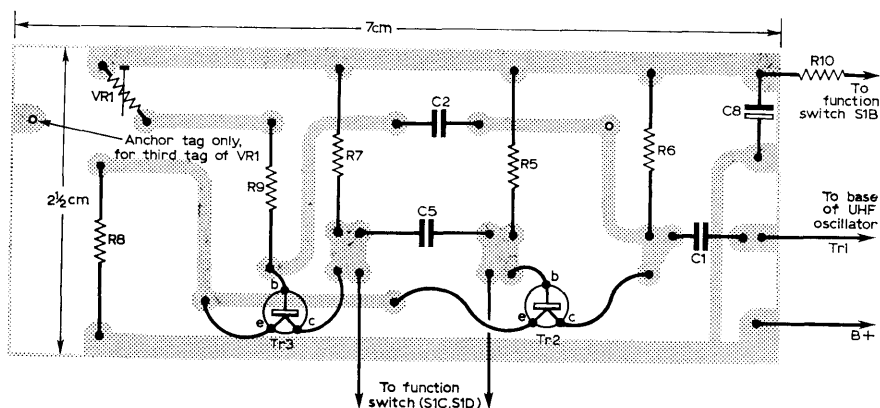 7cm
R10
To
function
switch S1B
VR1
C2
C8
Anchor tag only,
for third tag of VR1
R7
R5
R6
2½cm
R9
C5
R8
C1
To base
of UHF
oscillator
Tr1
b
b
e
c
e
c
Tr3
Tr2
B+
To function
switch (S1C,S1D)